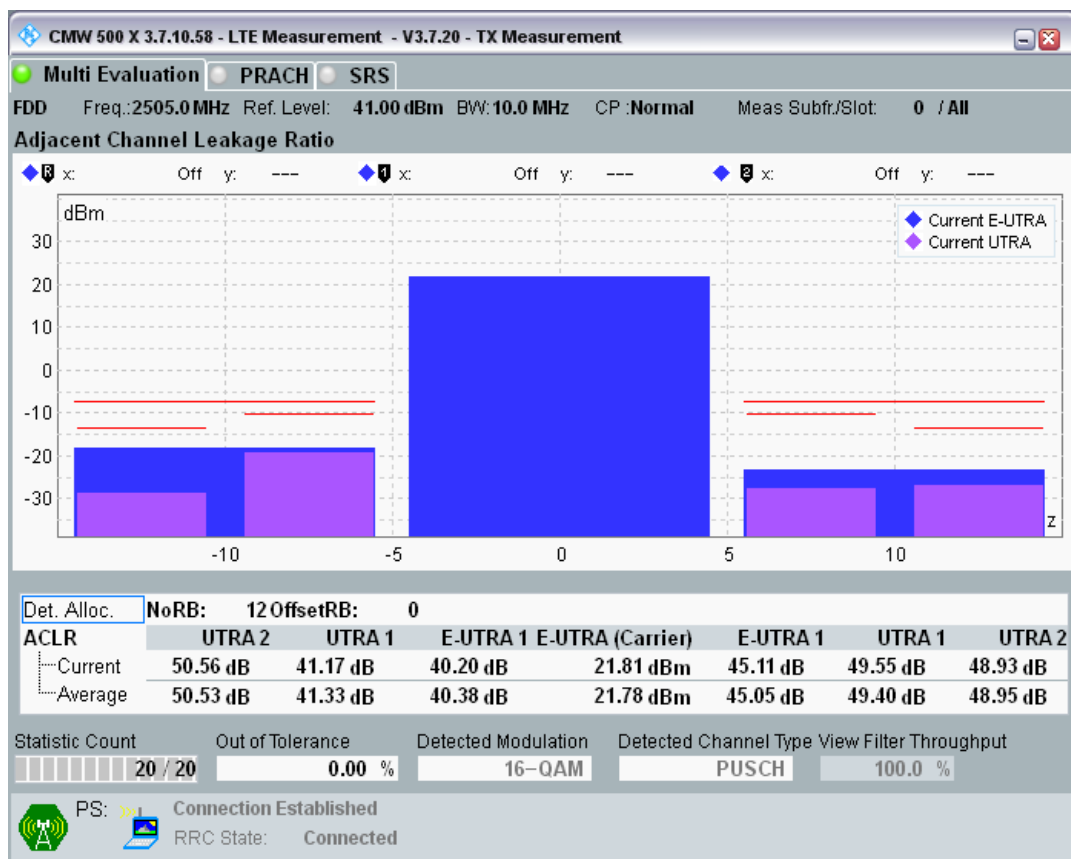 CMW 500 X 3.7.10.58 - LTE Measurement - V3.7.20 - TX Measurement
Multi Evaluation PRACH SRS
FDD Freq.:2505.0 MHz Ref. Level: 41.00 dBm BW: 10.0 MHz CP :Normal Meas Subfr./Slot: 0 / All
Adjacent Channel Leakage Ratio
R x: Off y: --- 1 x: Off y: --- 2 x: Off y: ---
dBm
Current E-UTRA
Current UTRA
30
20
10
0
-10
-20
-30
z
-10 -5 0 5 10
Det. Alloc. NoRB: 12 OffsetRB: 0
ACLR UTRA 2 UTRA 1 E-UTRA 1 E-UTRA (Carrier) E-UTRA 1 UTRA 1 UTRA 2
Current 50.56 dB 41.17 dB 40.20 dB 21.81 dBm 45.11 dB 49.55 dB 48.93 dB
Average 50.53 dB 41.33 dB 40.38 dB 21.78 dBm 45.05 dB 49.40 dB 48.95 dB
Statistic Count Out of Tolerance Detected Modulation Detected Channel Type View Filter Throughput
20 / 20 0.00 % 16-QAM PUSCH 100.0 %
PS: Connection Established
RRC State: Connected